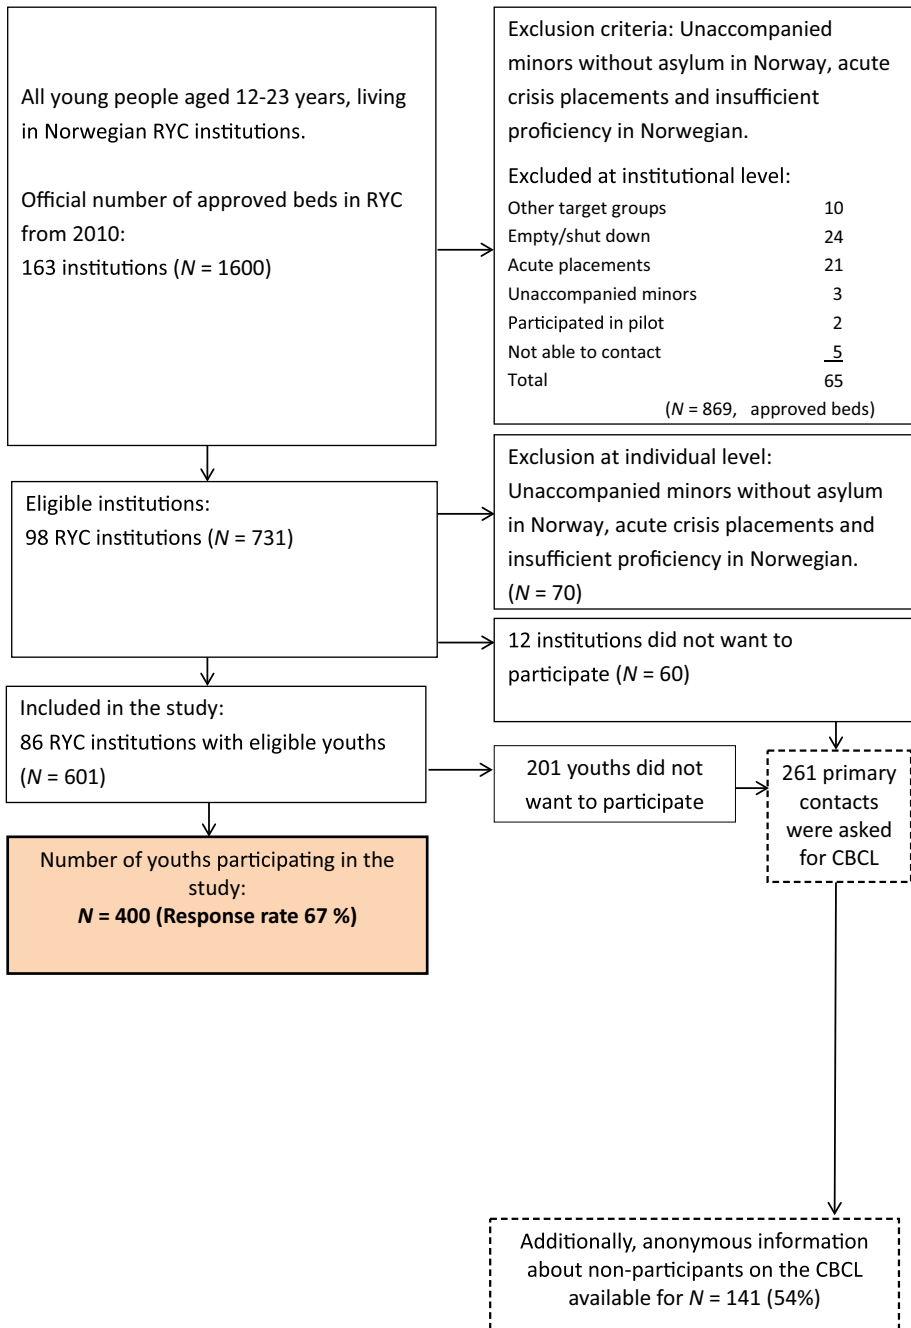 All young people aged 12-23 years, living
in Norwegian RYC institutions.
Official number of approved beds in RYC
from 2010:
163 institutions (N = 1600)
Exclusion criteria: Unaccompanied
minors without asylum in Norway, acute
crisis placements and insufficient
proficiency in Norwegian.
Excluded at institutional level:
Other target groups 10
Empty/shut down 24
Acute placements 21
Unaccompanied minors 3
Participated in pilot 2
Not able to contact 5
Total 65
(N = 869, approved beds)
Eligible institutions:
98 RYC institutions (N = 731)
Exclusion at individual level:
Unaccompanied minors without asylum
in Norway, acute crisis placements and
insufficient proficiency in Norwegian.
(N = 70)
12 institutions did not want to
participate (N = 60)
Included in the study:
86 RYC institutions with eligible youths
(N = 601)
201 youths did not
want to participate
261 primary
contacts
were asked
for CBCL
Number of youths participating in the
study:
N = 400 (Response rate 67 %)
Additionally, anonymous information
about non-participants on the CBCL
available for N = 141 (54%)